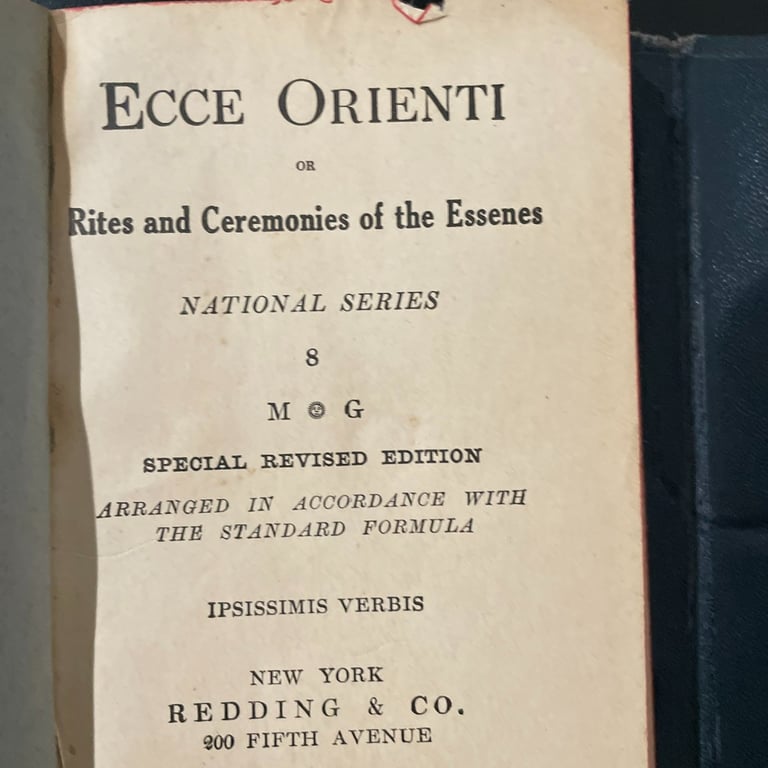 ECCE ORIENTI
OR
Rites and Ceremonies of the Essenes
NATIONAL SERIES
8
M G
SPECIAL REVISED EDITION
ARRANGED IN ACCORDANCE WITH
THE STANDARD FORMULA
IPSISSIMIS VERBIS
NEW YORK
REDDING & CO.
200 FIFTH AVENUE